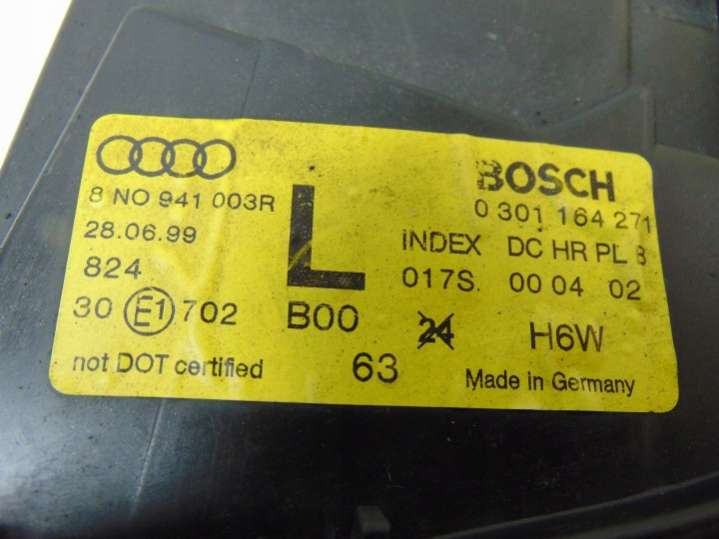 BOSCH
8 N0 941 003R L 0 301 164 271
28.06.99 INDEX DC HR PL 8
824 017S. 00 04 02
30 E1 702 B00 24 H6W
not DOT certified 63 Made in Germany